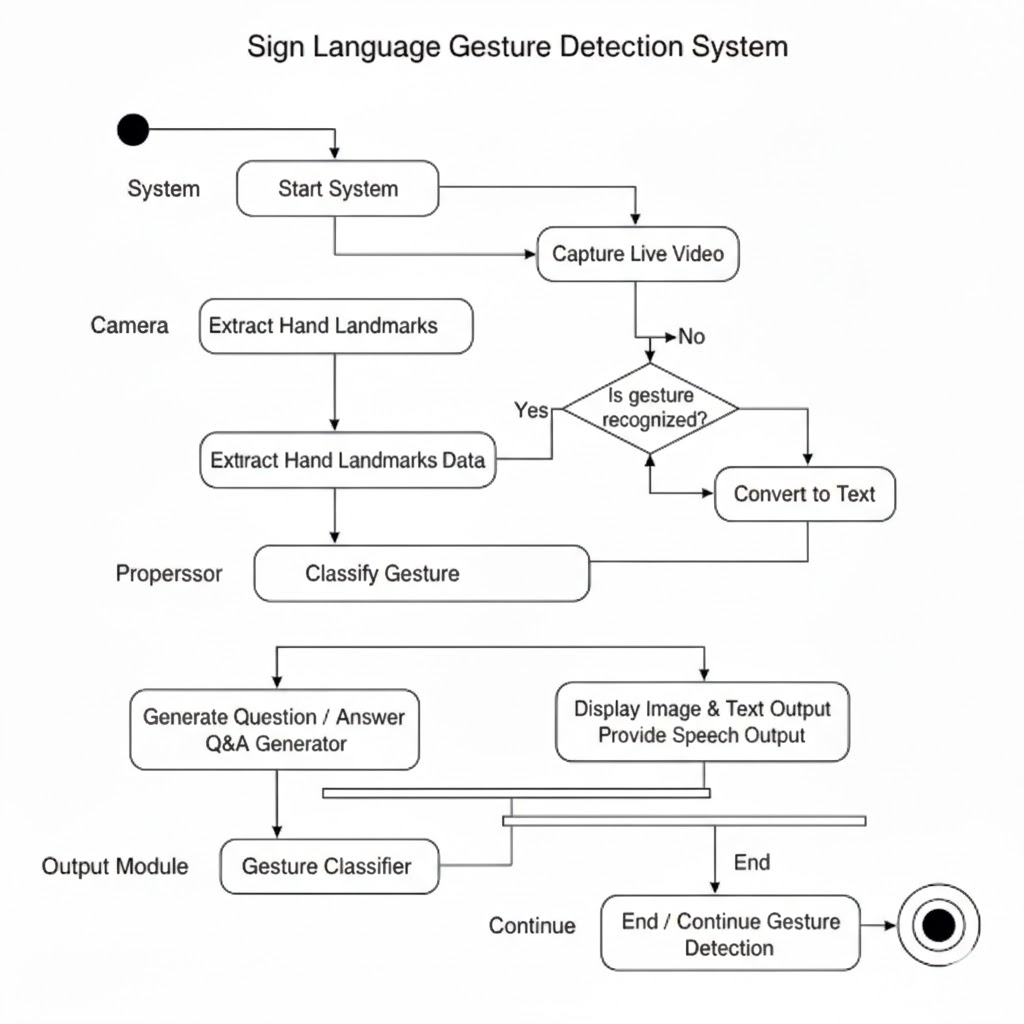 Sign Language Gesture Detection System
System
Start System
Capture Live Video
Camera
Extract Hand Landmarks
No
Is gesture
recognized?
Yes
Exttract Hand Landmarks Data
Convert to Text
Properssor
Classify Gesture
Generate Question / Answer
Q&A Generator
Display Image & Text Output
Provide Speech Output
Output Module
Gesture Classifier
End
Continue
End / Continue Gesture
Detection